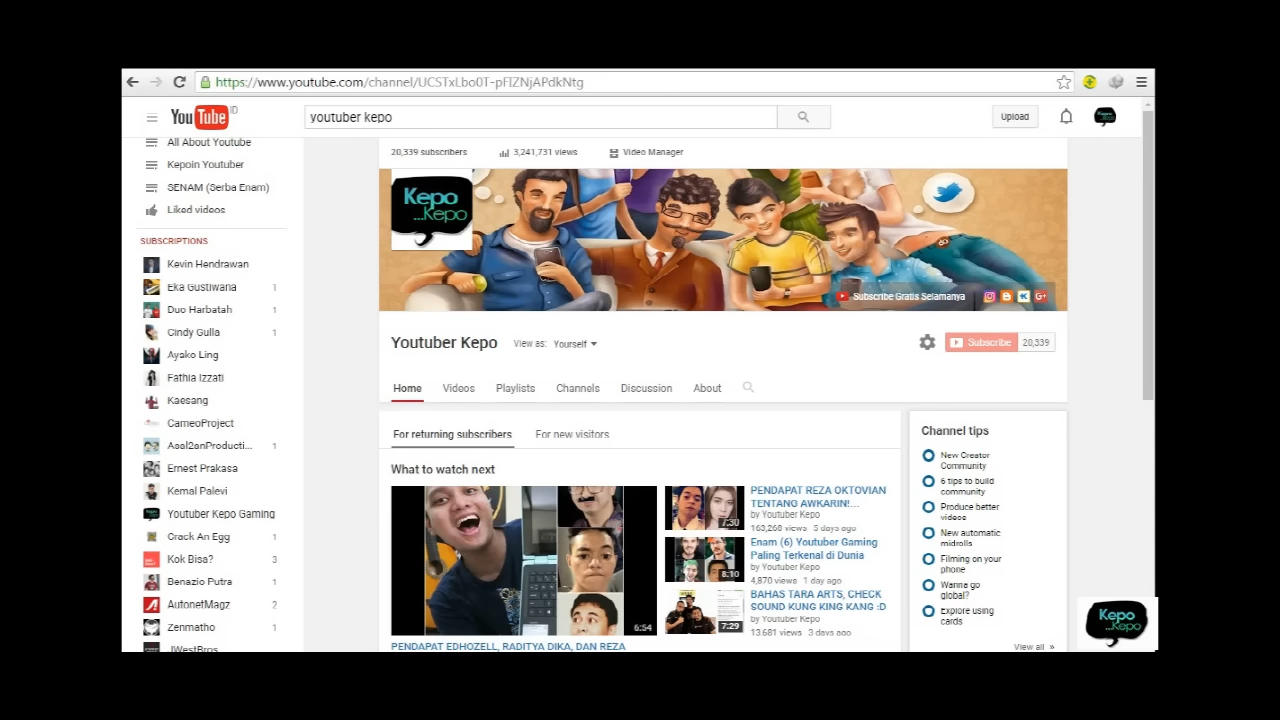 https://www.youtube.com/channel/UCSTxLbo0T-pFIZNjAPdkNtg
YouTube ID
youtuber kepo
Upload
All About Youtube
Kepoin Youtuber
SENAM (Serba Enam)
Liked videos
SUBSCRIPTIONS
Kevin Hendrawan
Eka Gustiwana 1
Duo Harbatah 1
Cindy Gulla 1
Ayako Ling
Fathia Izzati
Kaesang
CameoProject
Asal2anProducti... 1
Ernest Prakasa
Kemal Palevi
Youtuber Kepo Gaming
Crack An Egg 1
Kok Bisa? 3
Benazio Putra 1
AutonetMagz 2
Zenmatho 1
JWestBros
20,339 subscribers
3,241,731 views
Video Manager
Kepo
...Kepo
Subscribe Gratis Selamanya
Youtuber Kepo
View as: Yourself
Subscribe 20,339
Home Videos Playlists Channels Discussion About
For returning subscribers For new visitors
What to watch next
6:54
PENDAPAT EDHOZELL, RADITYA DIKA, DAN REZA
7:30
PENDAPAT REZA OKTOVIAN
TENTANG AWKARIN!...
by Youtuber Kepo
163,268 views 5 days ago
8:10
Enam (6) Youtuber Gaming
Paling Terkenal di Dunia
by Youtuber Kepo
4,870 views 1 day ago
7:29
BAHAS TARA ARTS, CHECK
SOUND KUNG KING KANG :D
by Youtuber Kepo
13,681 views 3 days ago
Channel tips
New Creator
Community
6 tips to build
community
Produce better
videos
New automatic
midrolls
Filming on your
phone
Wanna go
global?
Explore using
cards
View all »
Kepo
...Kepo